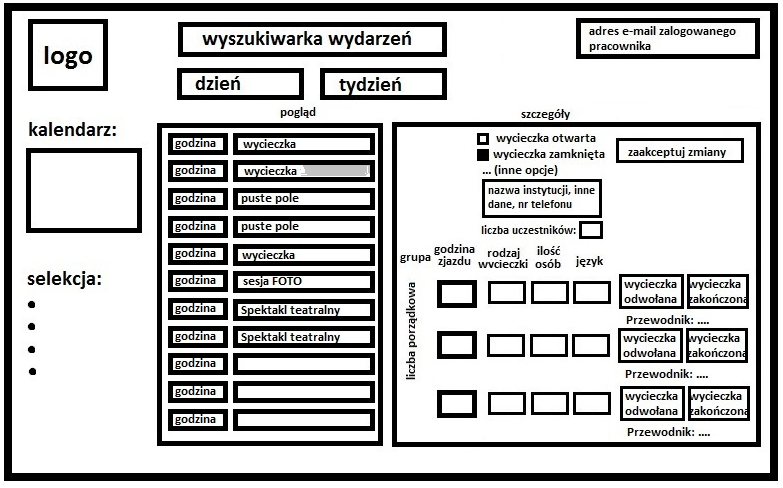 logo
wyszukiwarka wydarzeń
adres e-mail zalogowanego
pracownika
dzień
tydzień
kalendarz:
selekcja:
pogląd
godzina wycieczka
godzina wycieczka
godzina puste pole
godzina puste pole
godzina wycieczka
godzina sesja FOTO
godzina Spektakl teatralny
godzina Spektakl teatralny
godzina
godzina
godzina
szczegóły
wycieczka otwarta
wycieczka zamknięta
... (inne opcje)
zaakceptuj zmiany
nazwa instytucji, inne
dane, nr telefonu
liczba uczestników:
grupa
godzina
zjazdu
rodzaj
wycieczki
ilość
osób
język
liczba porządkowa
wycieczka
odwołana
wycieczka
zakończona
Przewodnik: ....
wycieczka
odwołana
wycieczka
zakończona
Przewodnik: ....
wycieczka
odwołana
wycieczka
zakończona
Przewodnik: ....